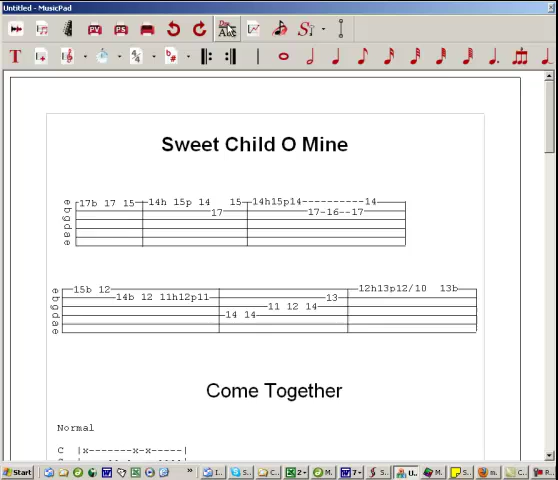 Untitled - MusicPad
Sweet Child O Mine
e b g d a e
17b 17 15 14h 15p 14 15 14h15p14----------14
17 17-16--17
e b g d a e
15b 12 12h13p12/10 13b
14b 12 11h12p11 13
11 12 14
14 14
Come Together
Normal
C |x-------x-x-----|
Start